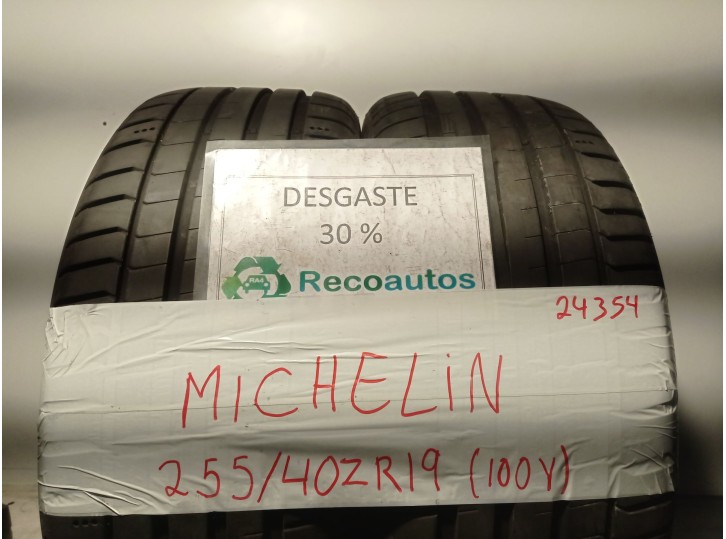 DESGASTE
30 %
Recoautos
24354
MICHELIN
255/40ZR19 (100Y)